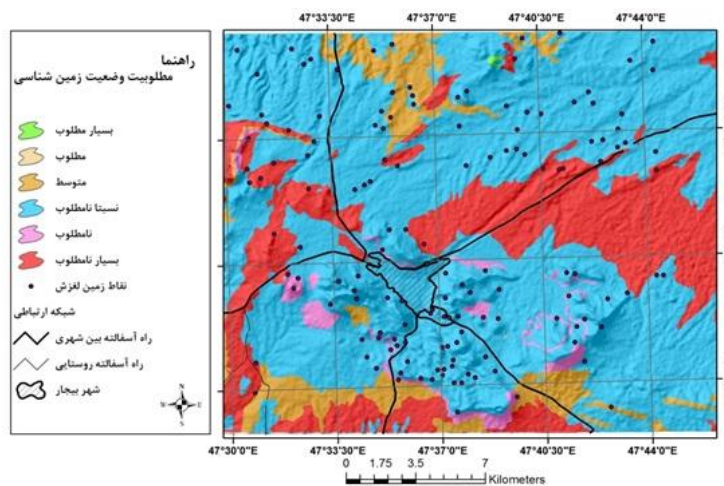 47°33'30"E 47°37'0"E 47°40'30"E 47°44'0"E
راهنما
مطلوبیت وضعیت زمین شناسی
بسیار مطلوب
مطلوب
متوسط
نسبتا نامطلوب
نامطلوب
بسیار نامطلوب
نقاط زمین لغزش
شبکه ارتباطی
راه آسفالته بین شهری
راه آسفالته روستایی
شهر بیجار
N
W E
S
47°30'0"E 47°33'30"E 47°37'0"E 47°40'30"E 47°44'0"E
0 1.75 3.5 7
Kilometers